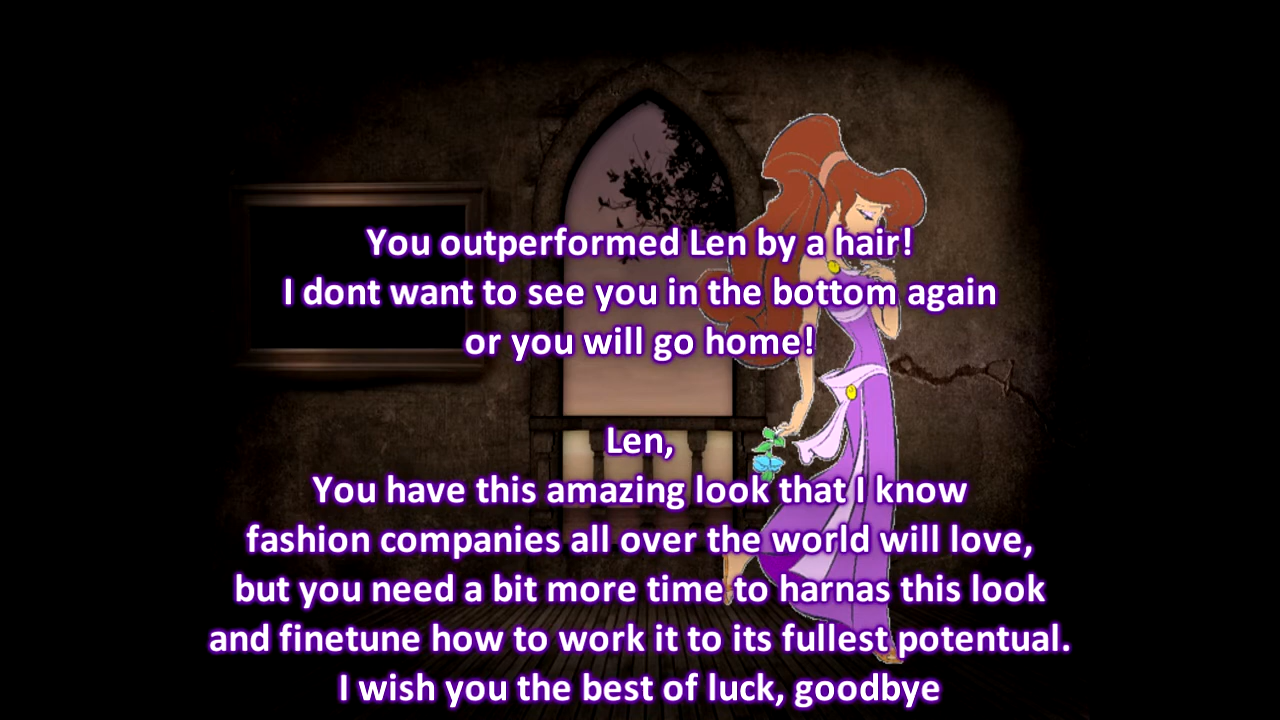 You outperformed Len by a hair!
I dont want to see you in the bottom again
or you will go home!
Len,
You have this amazing look that I know
fashion companies all over the world will love,
but you need a bit more time to harnas this look
and finetune how to work it to its fullest potentual.
I wish you the best of luck, goodbye